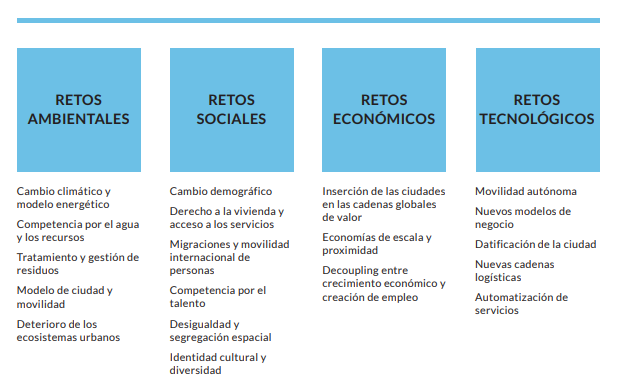 RETOS
AMBIENTALES
Cambio climático y
modelo energético
Competencia por el agua
y los recursos
Tratamiento y gestión de
residuos
Modelo de ciudad y
movilidad
Deterioro de los
ecosistemas urbanos
RETOS
SOCIALES
Cambio demográfico
Derecho a la vivienda y
acceso a los servicios
Migraciones y movilidad
internacional de
personas
Competencia por el
talento
Desigualdad y
segregación espacial
Identidad cultural y
diversidad
RETOS
ECONÓMICOS
Inserción de las ciudades
en las cadenas globales
de valor
Economías de escala y
proximidad
Decoupling entre
crecimiento económico y
creación de empleo
RETOS
TECNOLÓGICOS
Movilidad autónoma
Nuevos modelos de
negocio
Datificación de la ciudad
Nuevas cadenas
logísticas
Automatización de
servicios